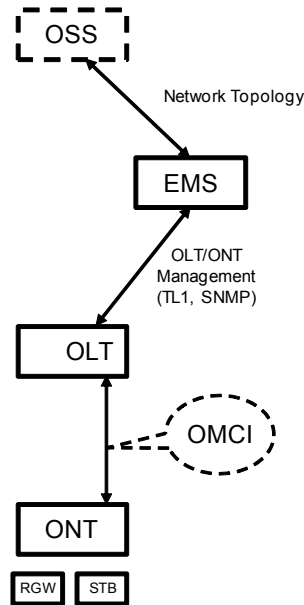 OSS
Network Topology
EMS
OLT/ONT
Management
(TL1, SNMP)
OLT
OMCI
ONT
RGW
STB